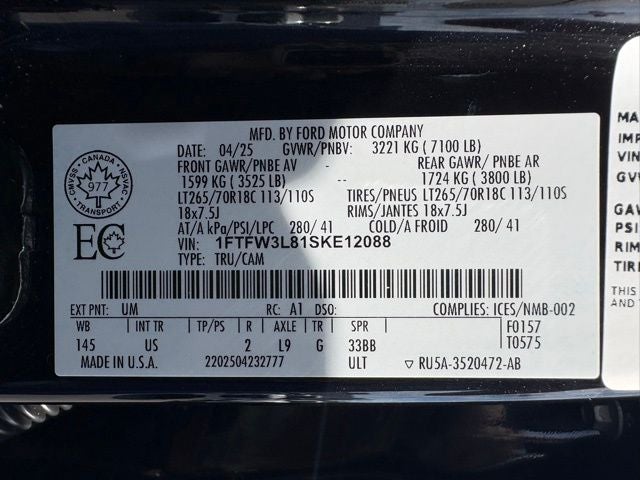 MFD. BY FORD MOTOR COMPANY
DATE: 04/25 GVWR/PNBV: 3221 KG ( 7100 LB)
FRONT GAWR/PNBE AV -- REAR GAWR/ PNBE AR
1599 KG ( 3525 LB) -- 1724 KG ( 3800 LB)
LT265/70R18C 113/110S TIRES/PNEUS LT265/70R18C 113/110S
18x7.5J RIMS/JANTES 18x7.5J
AT/A kPa/PSI/LPC 280/ 41 COLD/A FROID 280/ 41
VIN: 1FTFW3L81SKE12088
TYPE: TRU/CAM
CANADA
CMVSS NSVAC
977
TRANSPORT
EC
EXT PNT: UM RC: A1 DSO: COMPLIES: ICES/NMB-002
WB INT TR TP/PS R AXLE TR SPR F0157
145 US 2 L9 G 33BB T0575
MADE IN U.S.A. 2202504232777 ULT ▽ RU5A-3520472-AB
MA
IMP
VIN
GV
GAW
PSI
RIM
TIRE
THIS
AND